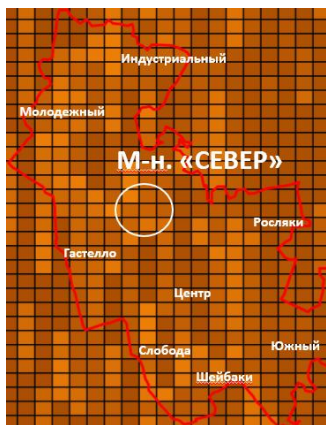 Индустриальный
Молодежный
М-н. «СЕВЕР»
Росляки
Гастелло
Центр
Южный
Слобода
Шейбаки